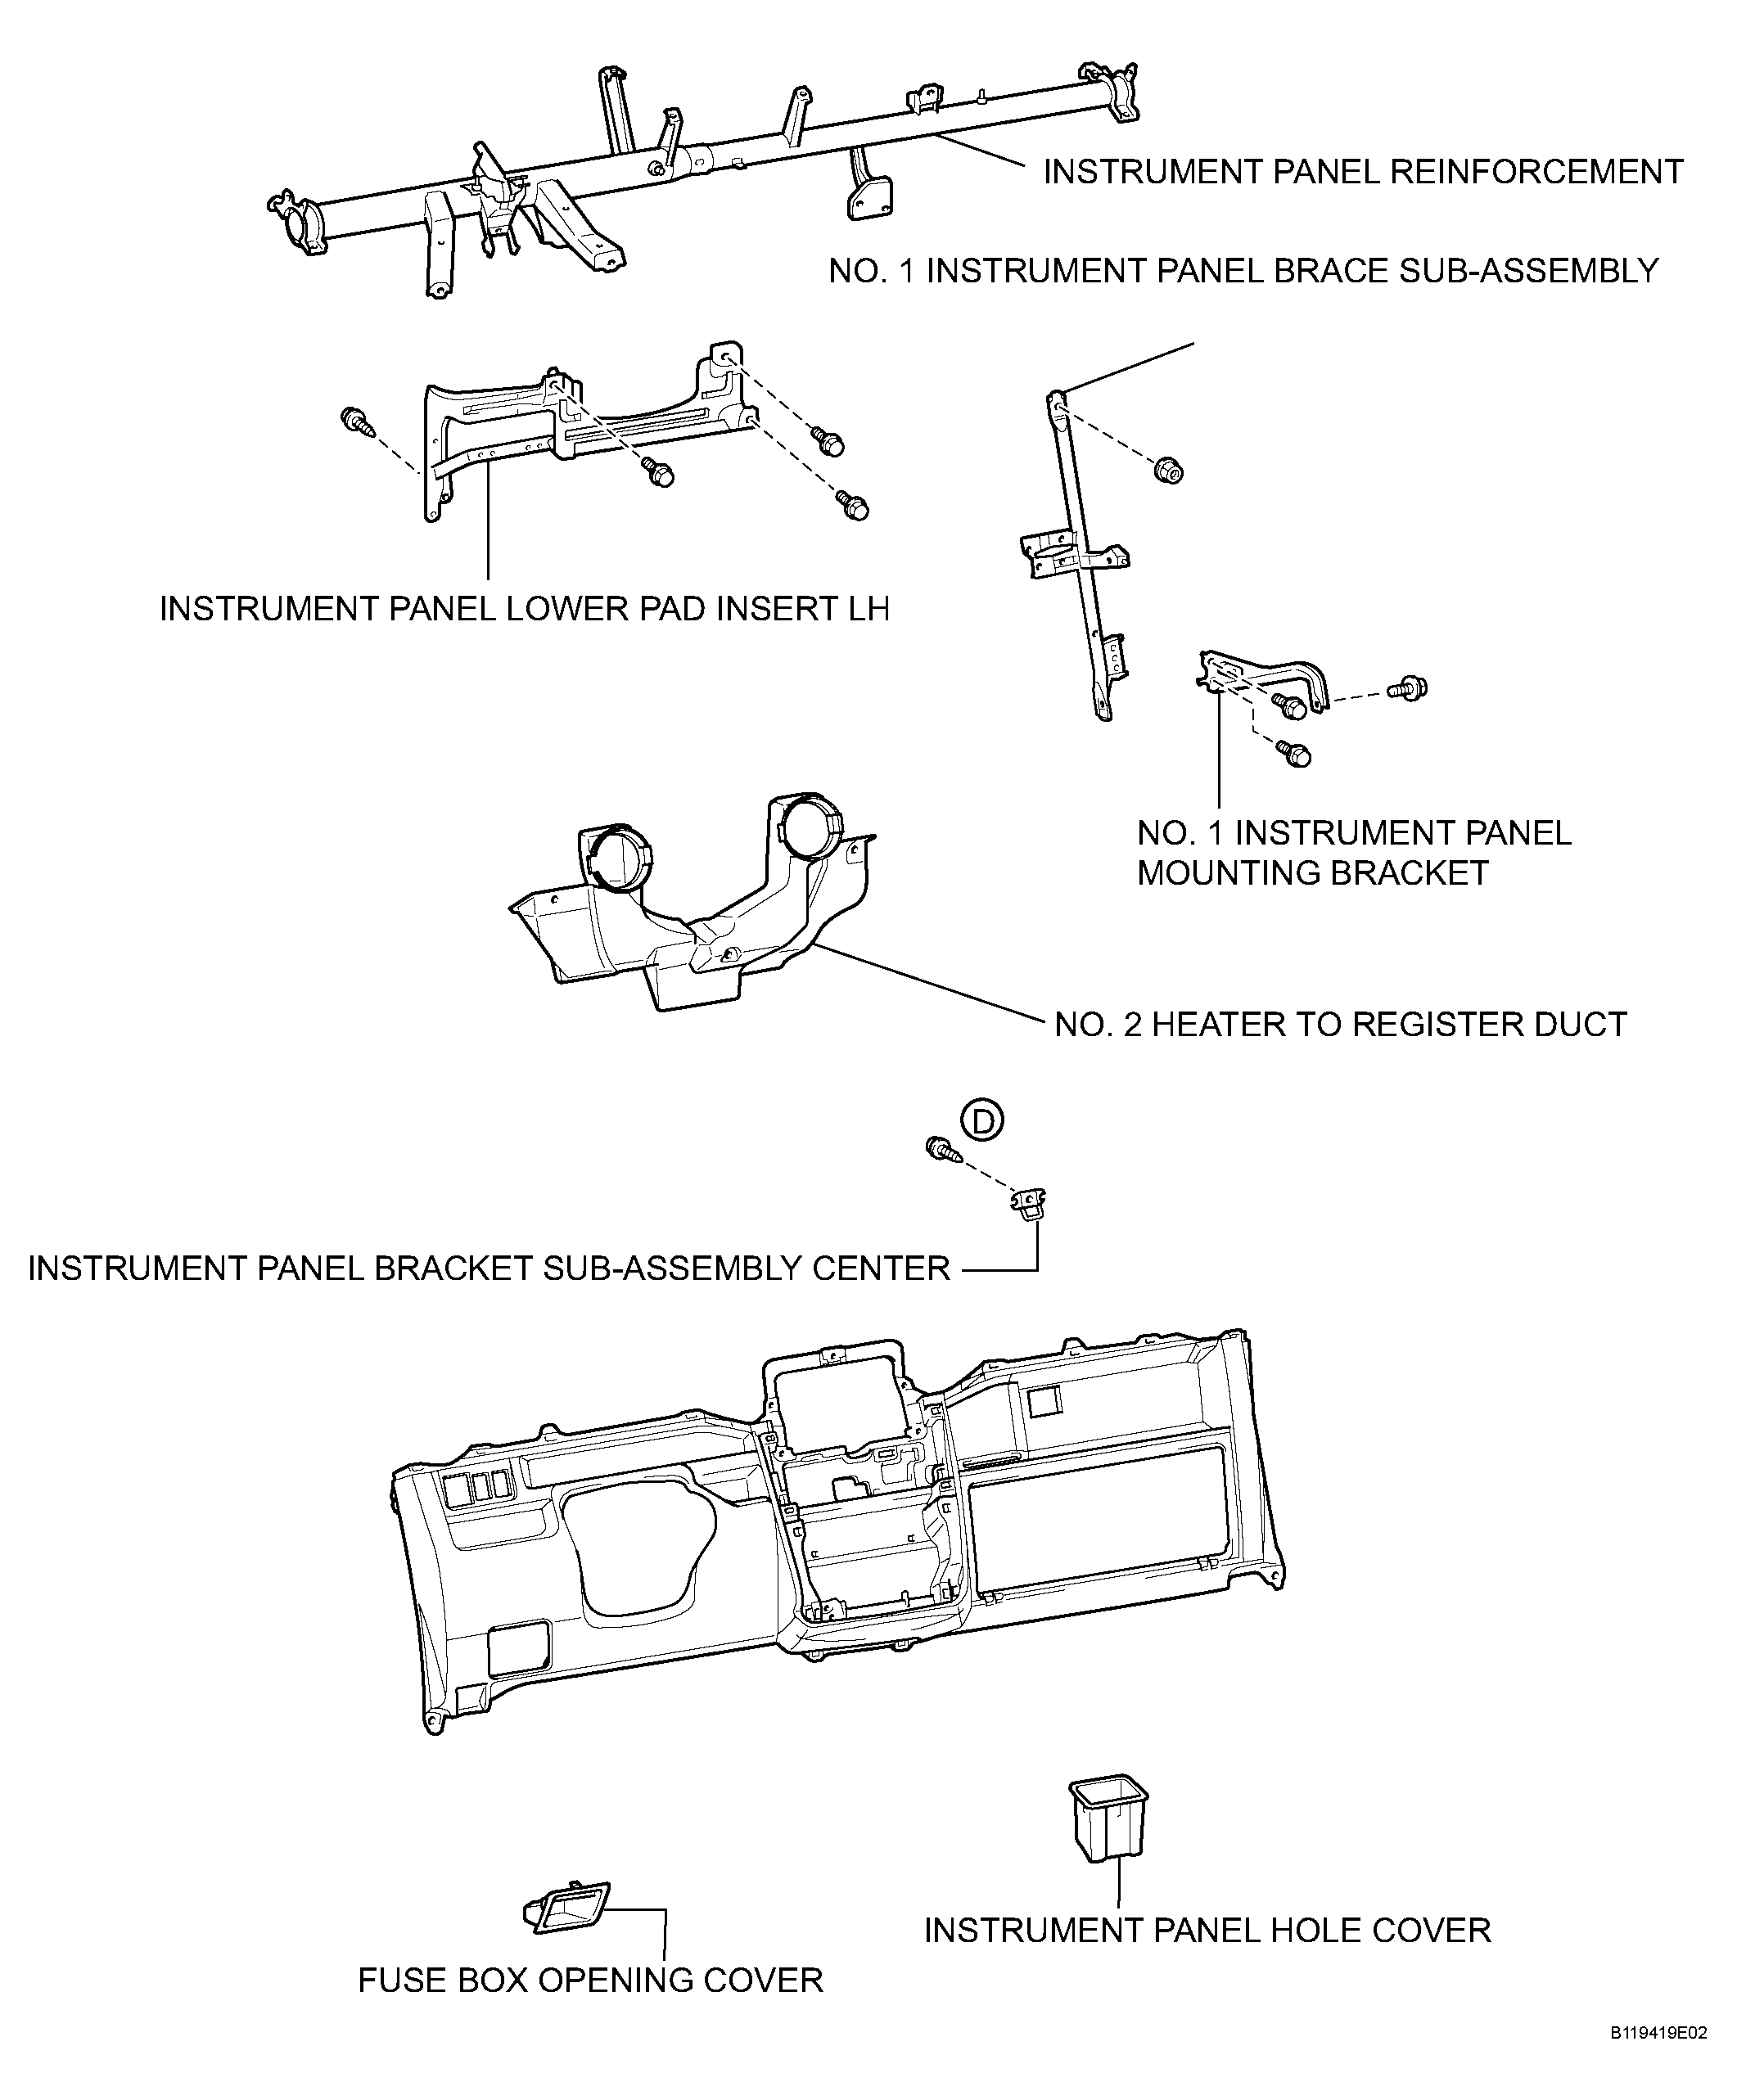 INSTRUMENT PANEL REINFORCEMENT
NO. 1 INSTRUMENT PANEL BRACE SUB-ASSEMBLY
INSTRUMENT PANEL LOWER PAD INSERT LH
NO. 1 INSTRUMENT PANEL
MOUNTING BRACKET
NO. 2 HEATER TO REGISTER DUCT
D
INSTRUMENT PANEL BRACKET SUB-ASSEMBLY CENTER
INSTRUMENT PANEL HOLE COVER
FUSE BOX OPENING COVER
B119419E02